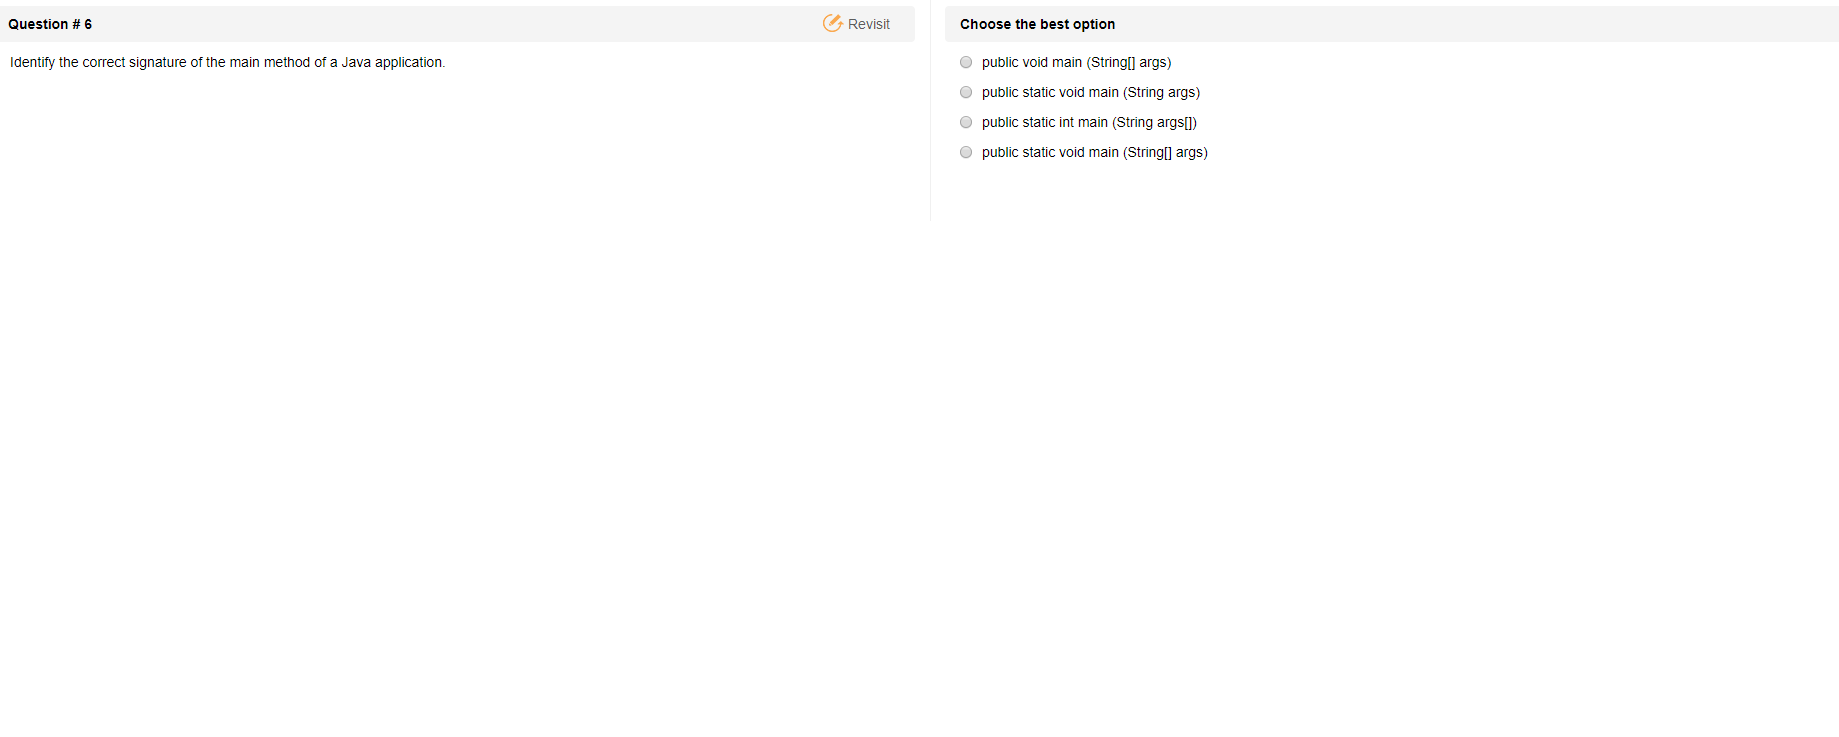 Question # 6
Revisit
Identify the correct signature of the main method of a Java application.
Choose the best option
public void main (String[] args)
public static void main (String args)
public static int main (String args[])
public static void main (String[] args)